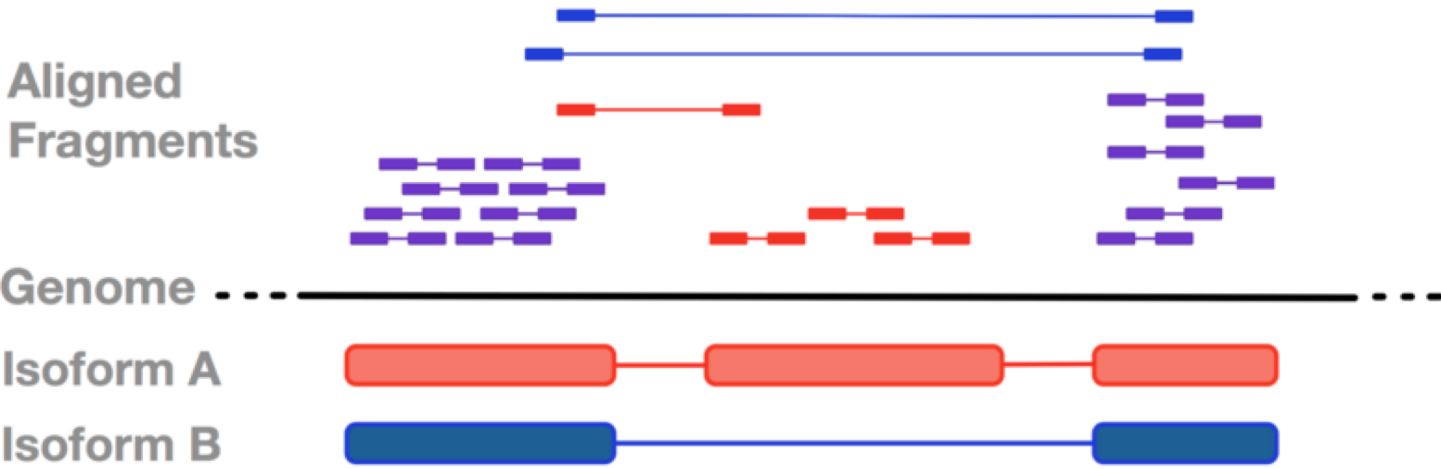 Aligned
Fragments
Genome
Isoform A
Isoform B